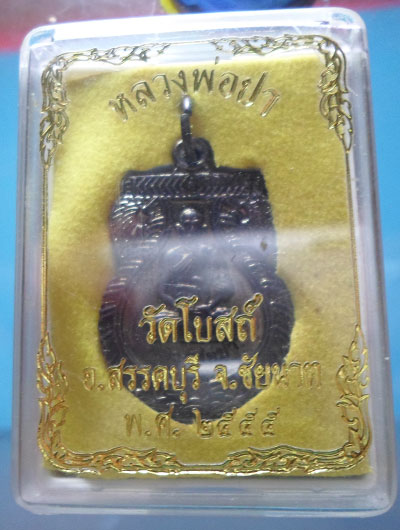 หลวงพ่อป่า
วัดโบสถ์
อ.สรรคบุรี จ.ชัยนาท
พ.ศ. ๒๕๕๕